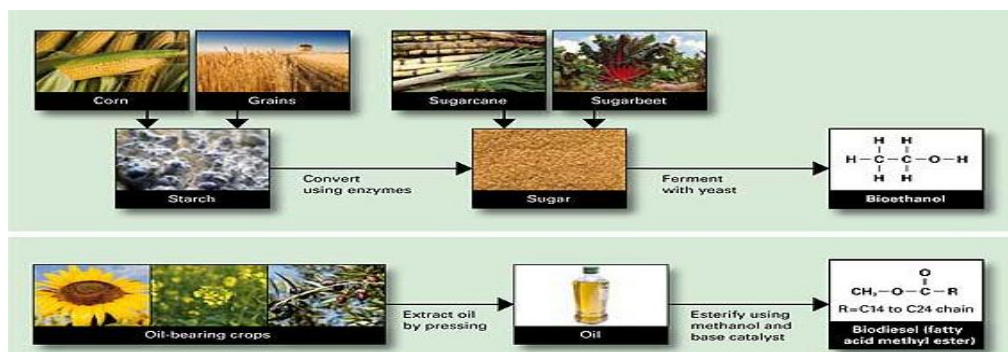 Corn
Grains
Sugarcane
Sugarbeet
Starch
Convert
using enzymes
Sugar
Ferment
with yeast
H H
H-C-C-O-H
H H
Bioethanol
Oil-bearing crops
Extract oil
by pressing
Oil
Esterify using
methanol and
base catalyst
O
CH₃-O-C-R
R=C14 to C24 chain
Biodiesel (fatty
acid methyl ester)